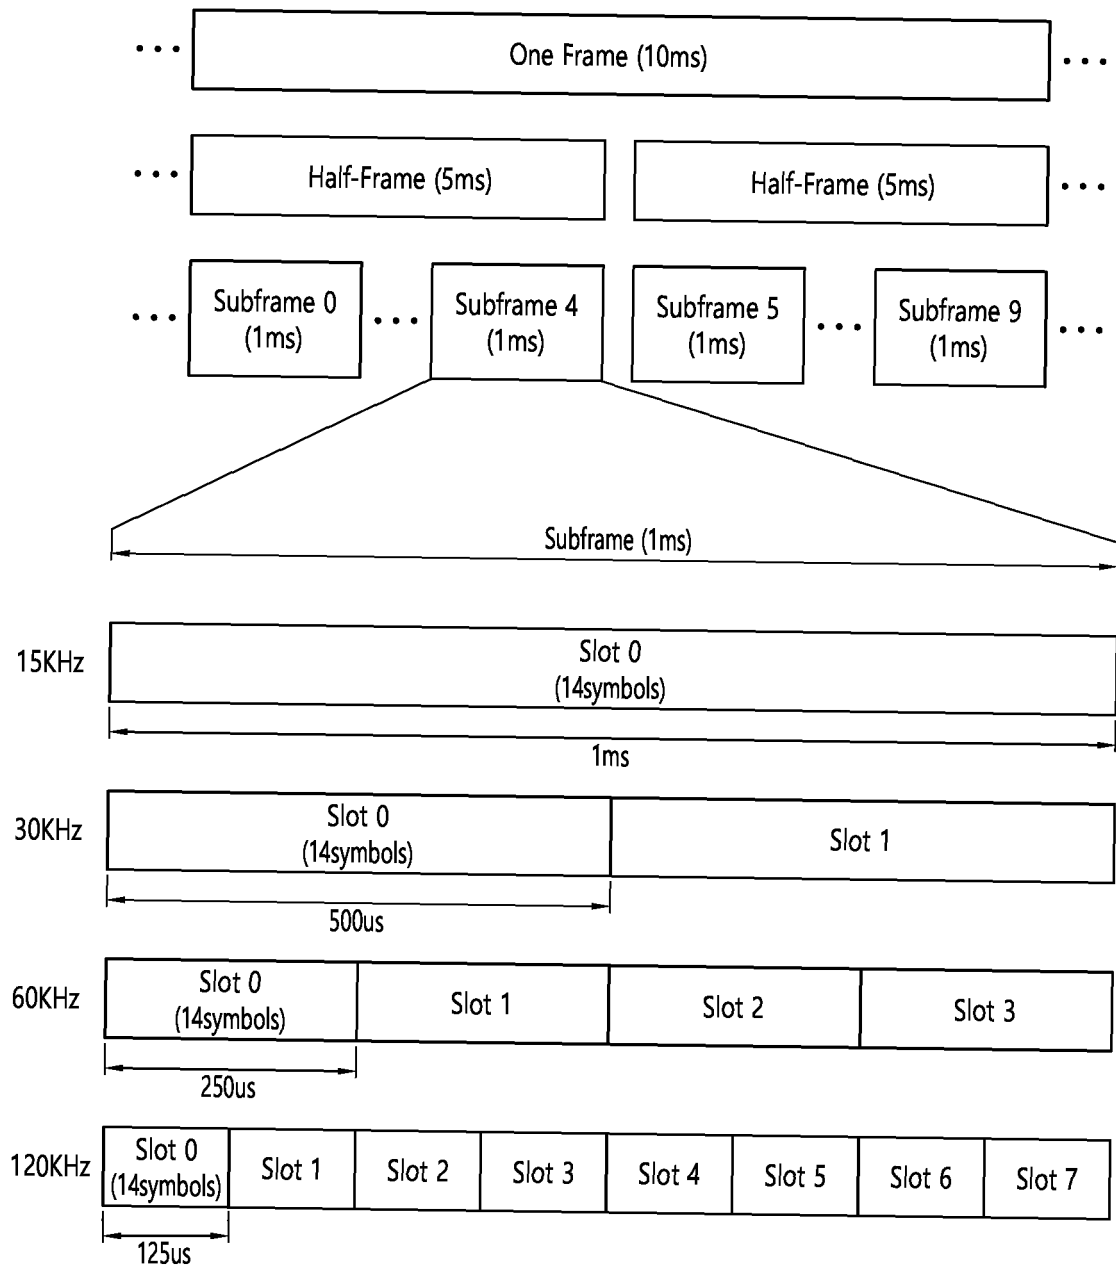 One Frame (10ms)
Half-Frame (5ms)
Half-Frame (5ms)
Subframe 0
(1ms)
Subframe 4
(1ms)
Subframe 5
(1ms)
Subframe 9
(1ms)
Subframe (1ms)
15KHz
Slot 0
(14symbols)
1ms
30KHz
Slot 0
(14symbols)
Slot 1
500us
60KHz
Slot 0
(14symbols)
Slot 1
Slot 2
Slot 3
250us
120KHz
Slot 0
(14symbols)
Slot 1
Slot 2
Slot 3
Slot 4
Slot 5
Slot 6
Slot 7
125us